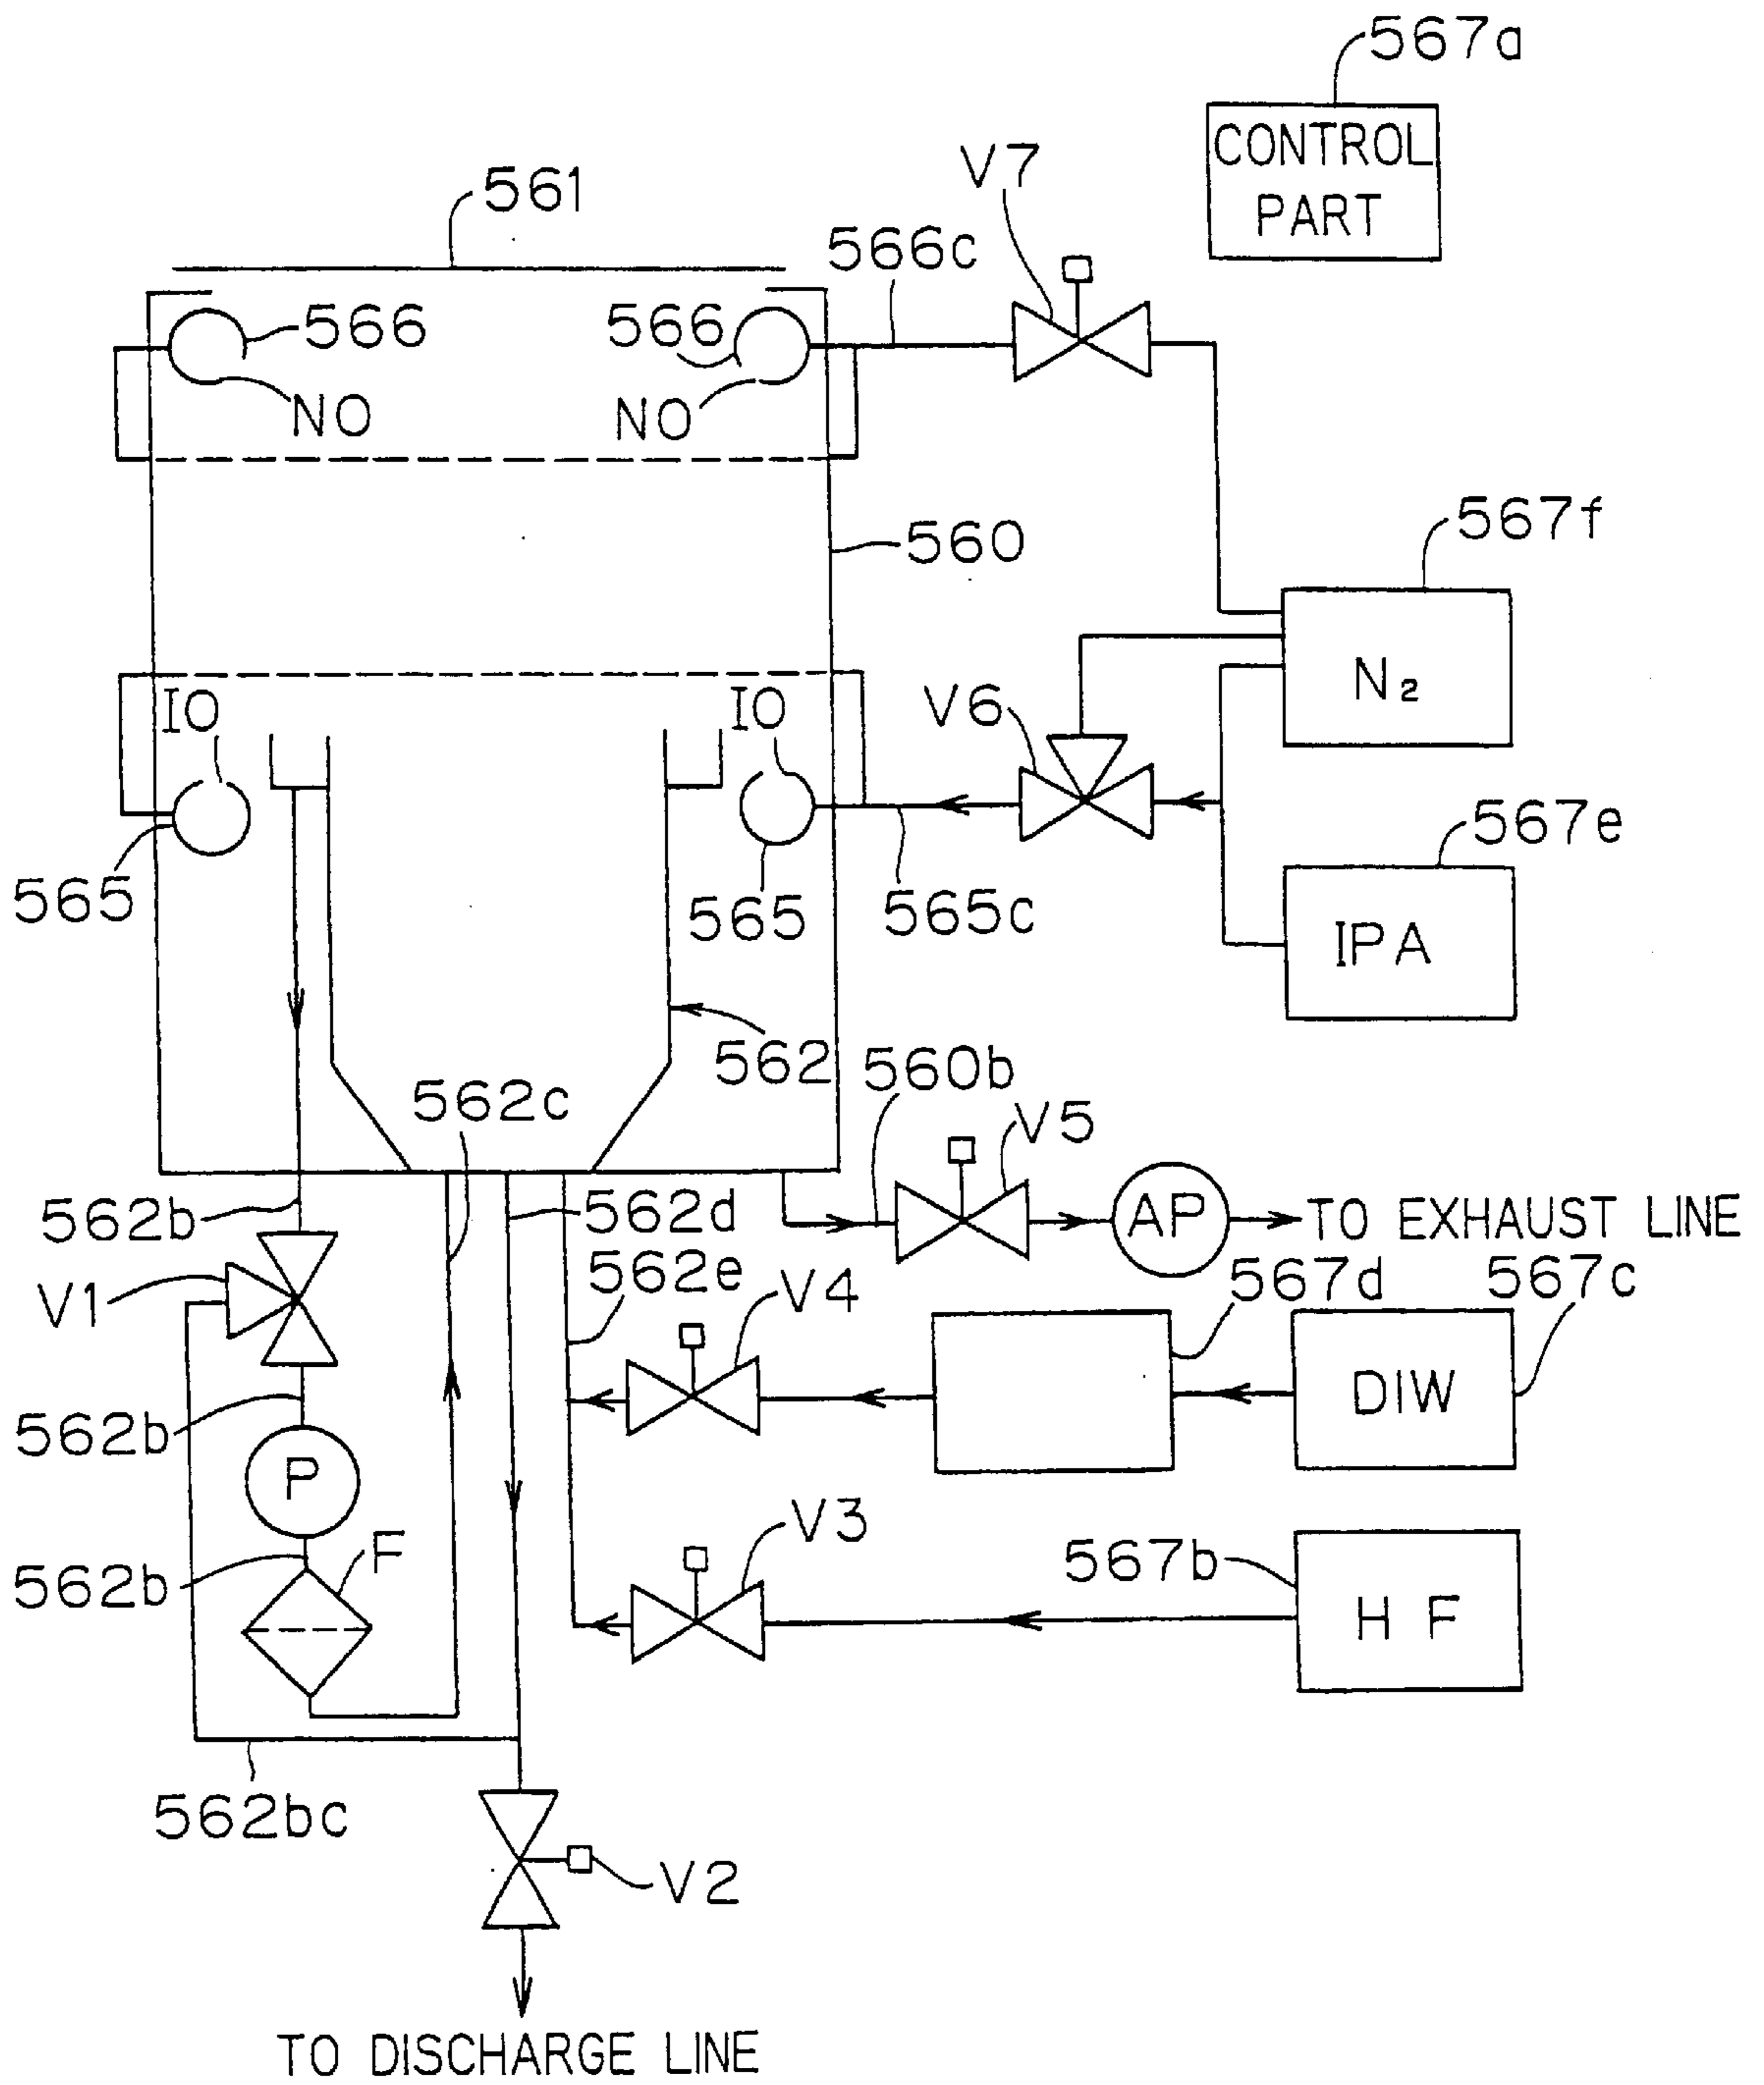 567a
CONTROL
PART
V7
561
566c
566
566
NO
NO
567f
560
N2
IO
IO
V6
567e
565
565
565c
IPA
562
560b
562c
V5
562b
562d
AP
TO EXHAUST LINE
562e
567d
567c
V1
V4
DIW
562b
P
V3
F
567b
562b
HF
562bc
V2
TO DISCHARGE LINE